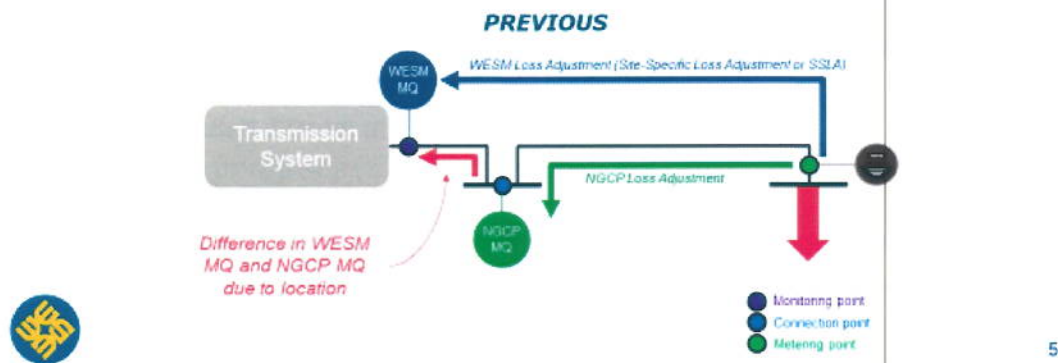 PREVIOUS
WESM Loss Adjustment (Site-Specific Loss Adjustment or SSLA)
WESM
MQ
Transmission
System
NGCP Loss Adjustment
NGCP
MQ
Difference in WESM
MQ and NGCP MQ
due to location
Monitoring point
Connection point
Metering point
5